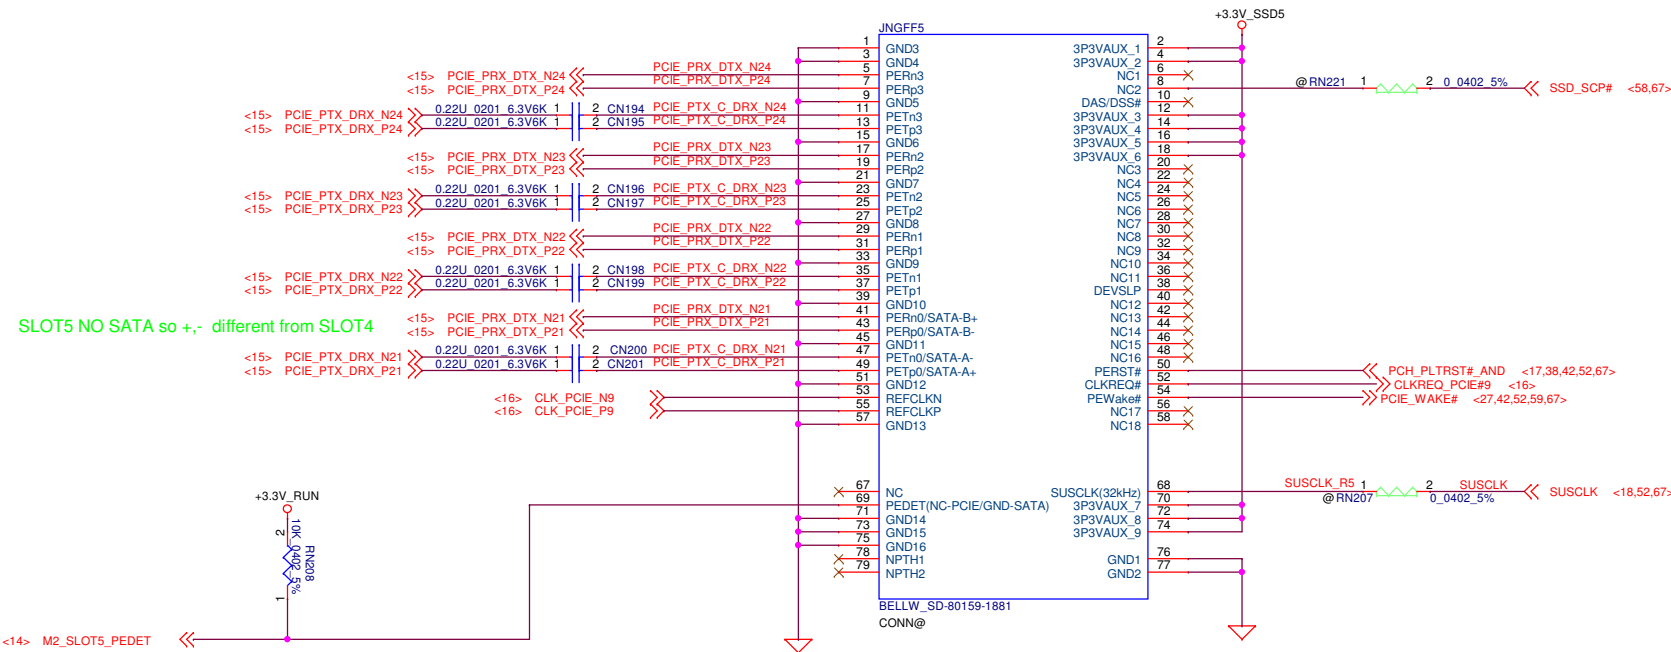 +3.3V_SSD5
JNGFF5
1 GND3 3P3VAUX_1 2
3 GND4 3P3VAUX_2 4
<15> PCIE_PRX_DTX_N24 PCIE_PRX_DTX_N24 5 PERn3 NC1 6
<15> PCIE_PRX_DTX_P24 PCIE_PRX_DTX_P24 7 PERp3 NC2 8 @RN221 1 2 0_0402_5% SSD_SCP# <58,67>
9 GND5 DAS/DSS# 10
<15> PCIE_PTX_DRX_N24 0.22U_0201_6.3V6K 1 2 CN194 PCIE_PTX_C_DRX_N24 11 PETn3 3P3VAUX_3 12
<15> PCIE_PTX_DRX_P24 0.22U_0201_6.3V6K 1 2 CN195 PCIE_PTX_C_DRX_P24 13 PETp3 3P3VAUX_4 14
15 GND6 3P3VAUX_5 16
<15> PCIE_PRX_DTX_N23 PCIE_PRX_DTX_N23 17 PERn2 3P3VAUX_6 18
<15> PCIE_PRX_DTX_P23 PCIE_PRX_DTX_P23 19 PERp2 NC3 20
21 GND7 NC4 22
<15> PCIE_PTX_DRX_N23 0.22U_0201_6.3V6K 1 2 CN196 PCIE_PTX_C_DRX_N23 23 PETn2 NC5 24
<15> PCIE_PTX_DRX_P23 0.22U_0201_6.3V6K 1 2 CN197 PCIE_PTX_C_DRX_P23 25 PETp2 NC6 26
27 GND8 NC7 28
<15> PCIE_PRX_DTX_N22 PCIE_PRX_DTX_N22 29 PERn1 NC8 30
<15> PCIE_PRX_DTX_P22 PCIE_PRX_DTX_P22 31 PERp1 NC9 32
33 GND9 NC10 34
<15> PCIE_PTX_DRX_N22 0.22U_0201_6.3V6K 1 2 CN198 PCIE_PTX_C_DRX_N22 35 PETn1 NC11 36
<15> PCIE_PTX_DRX_P22 0.22U_0201_6.3V6K 1 2 CN199 PCIE_PTX_C_DRX_P22 37 PETp1 DEVSLP 38
39 GND10 NC12 40
<15> PCIE_PRX_DTX_N21 PCIE_PRX_DTX_N21 41 PERn0/SATA-B+ NC13 42
SLOT5 NO SATA so +,- different from SLOT4
<15> PCIE_PRX_DTX_P21 PCIE_PRX_DTX_P21 43 PERp0/SATA-B- NC14 44
45 GND11 NC15 46
<15> PCIE_PTX_DRX_N21 0.22U_0201_6.3V6K 1 2 CN200 PCIE_PTX_C_DRX_N21 47 PETn0/SATA-A- NC16 48
<15> PCIE_PTX_DRX_P21 0.22U_0201_6.3V6K 1 2 CN201 PCIE_PTX_C_DRX_P21 49 PETp0/SATA-A+ PERST# 50 PCH_PLTRST#_AND <17,38,42,52,67>
51 GND12 CLKREQ# 52 CLKREQ_PCIE#9 <16>
<16> CLK_PCIE_N9 53 REFCLKN PEWake# 54 PCIE_WAKE# <27,42,52,59,67>
<16> CLK_PCIE_P9 55 REFCLKP NC17 56
57 GND13 NC18 58
67 NC SUSCLK(32kHz) 68 SUSCLK_R5 1 2 SUSCLK SUSCLK <18,52,67>
@RN207 0_0402_5%
69 PEDET(NC-PCIE/GND-SATA) 3P3VAUX_7 70
71 GND14 3P3VAUX_8 72
73 GND15 3P3VAUX_9 74
75 GND16
78 NPTH1 GND1 76
79 NPTH2 GND2 77
+3.3V_RUN
2
10K_0402_5%
RN208
1
BELLW_SD-80159-1881
CONN@
<14> M2_SLOT5_PEDET